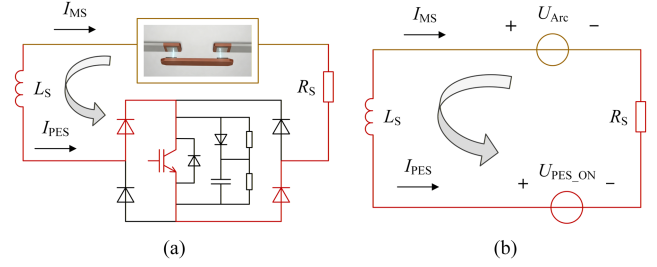 I_MS
L_S
R_S
I_PES
(a)
I_MS
+ U_Arc −
L_S
R_S
I_PES
+ U_PES_ON −
(b)